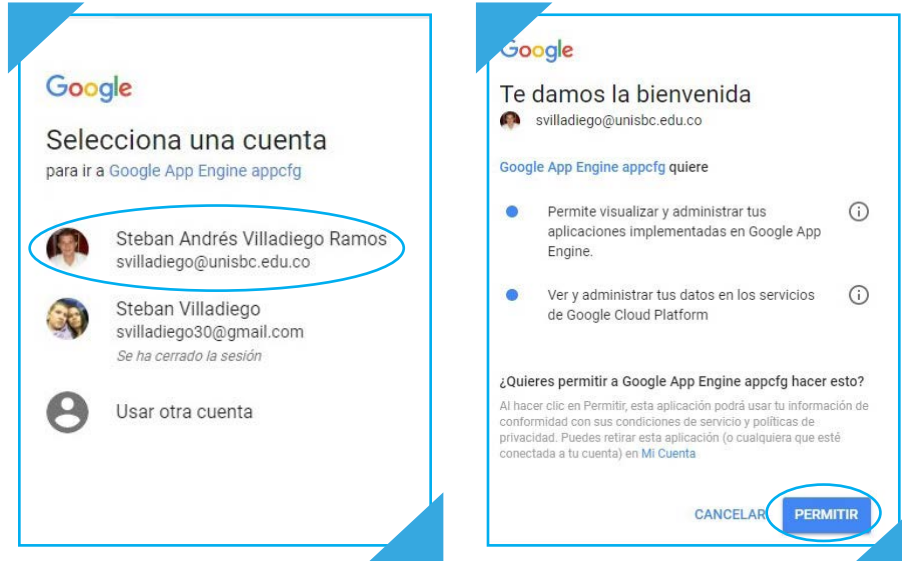 Google
Selecciona una cuenta
para ir a Google App Engine appcfg
Steban Andrés Villadiego Ramos
svilladiego@unisbc.edu.co
Steban Villadiego
svilladiego30@gmail.com
Se ha cerrado la sesión
Usar otra cuenta
Google
Te damos la bienvenida
svilladiego@unisbc.edu.co
Google App Engine appcfg quiere
Permite visualizar y administrar tus
aplicaciones implementadas en Google App
Engine.
Ver y administrar tus datos en los servicios
de Google Cloud Platform
¿Quieres permitir a Google App Engine appcfg hacer esto?
Al hacer clic en Permitir, esta aplicación podrá usar tu información de
conformidad con sus condiciones de servicio y políticas de
privacidad. Puedes retirar esta aplicación (o cualquiera que esté
conectada a tu cuenta) en Mi Cuenta
CANCELAR PERMITIR